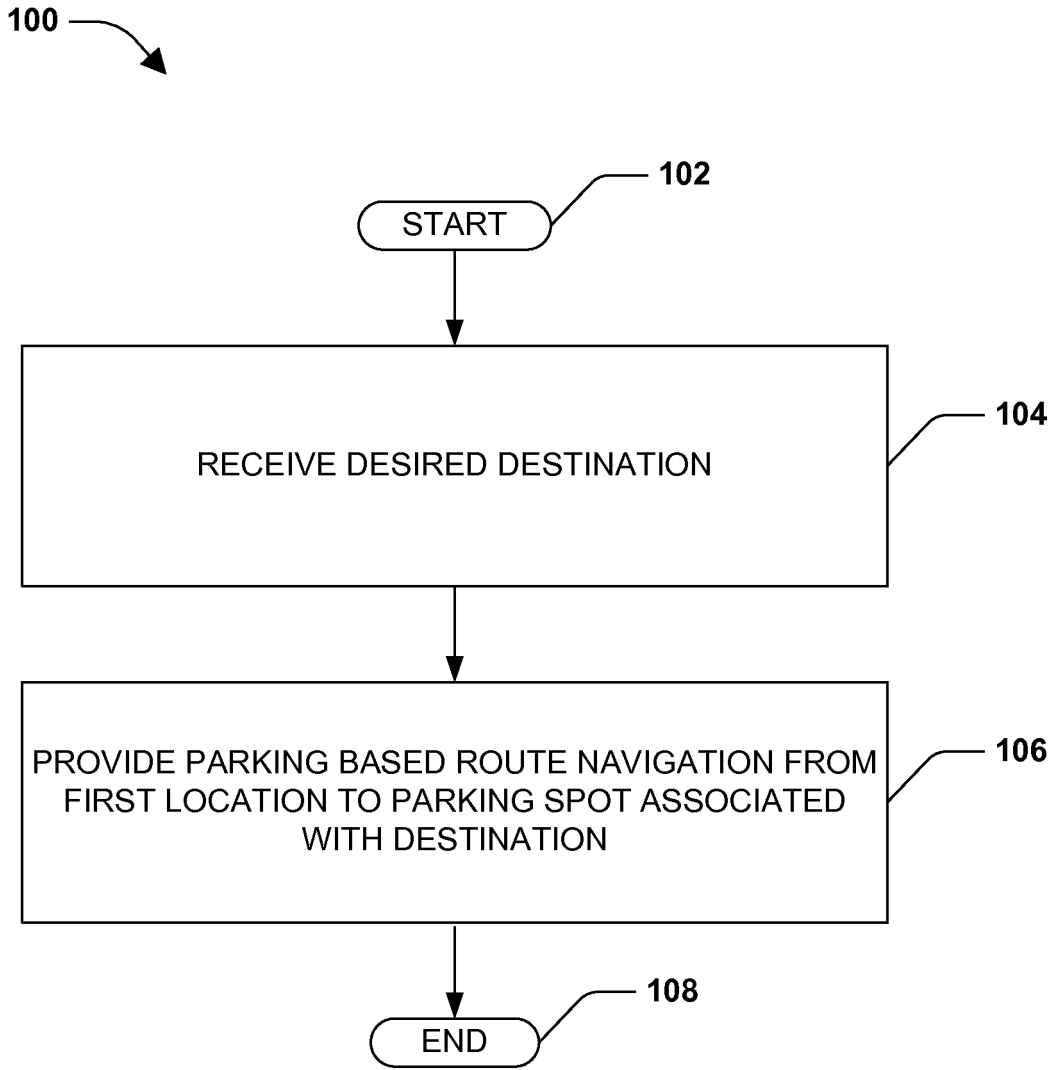 100
102
START
104
RECEIVE DESIRED DESTINATION
106
PROVIDE PARKING BASED ROUTE NAVIGATION FROM
FIRST LOCATION TO PARKING SPOT ASSOCIATED
WITH DESTINATION
108
END